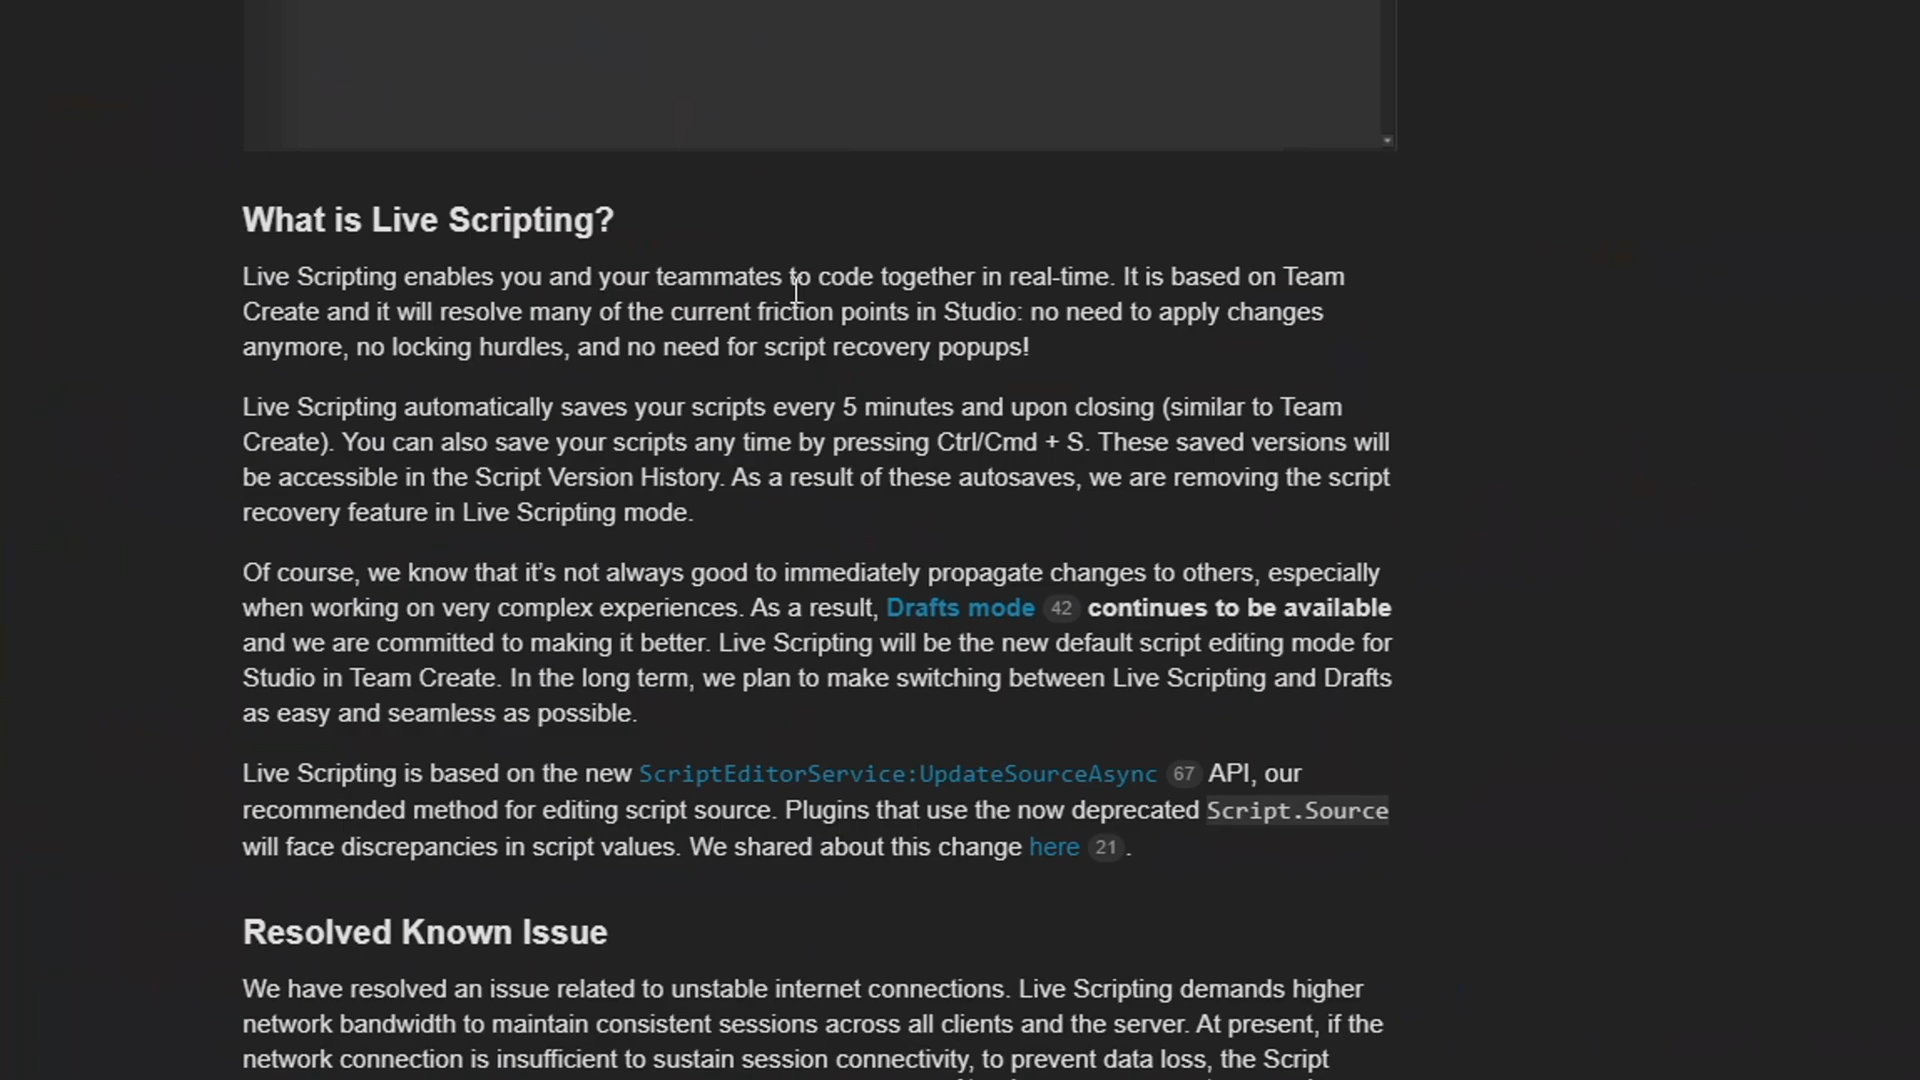 What is Live Scripting?
Live Scripting enables you and your teammates to code together in real-time. It is based on Team
Create and it will resolve many of the current friction points in Studio: no need to apply changes
anymore, no locking hurdles, and no need for script recovery popups!
Live Scripting automatically saves your scripts every 5 minutes and upon closing (similar to Team
Create). You can also save your scripts any time by pressing Ctrl/Cmd + S. These saved versions will
be accessible in the Script Version History. As a result of these autosaves, we are removing the script
recovery feature in Live Scripting mode.
Of course, we know that it’s not always good to immediately propagate changes to others, especially
when working on very complex experiences. As a result, Drafts mode 42 continues to be available
and we are committed to making it better. Live Scripting will be the new default script editing mode for
Studio in Team Create. In the long term, we plan to make switching between Live Scripting and Drafts
as easy and seamless as possible.
Live Scripting is based on the new ScriptEditorService:UpdateSourceAsync 67 API, our
recommended method for editing script source. Plugins that use the now deprecated Script.Source
will face discrepancies in script values. We shared about this change here 21 .
Resolved Known Issue
We have resolved an issue related to unstable internet connections. Live Scripting demands higher
network bandwidth to maintain consistent sessions across all clients and the server. At present, if the
network connection is insufficient to sustain session connectivity, to prevent data loss, the Script